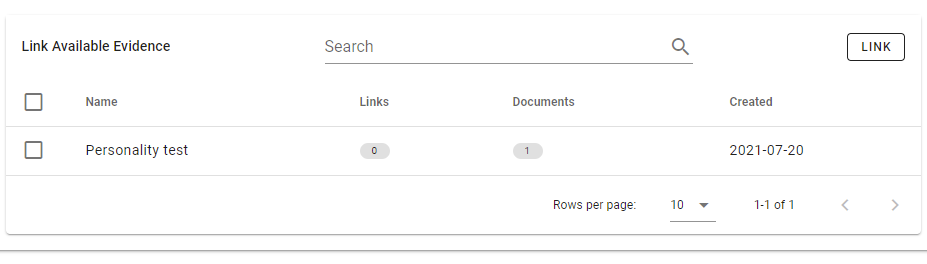 Link Available Evidence Search LINK
Name Links Documents Created
Personality test 0 1 2021-07-20
Rows per page: 10 1-1 of 1